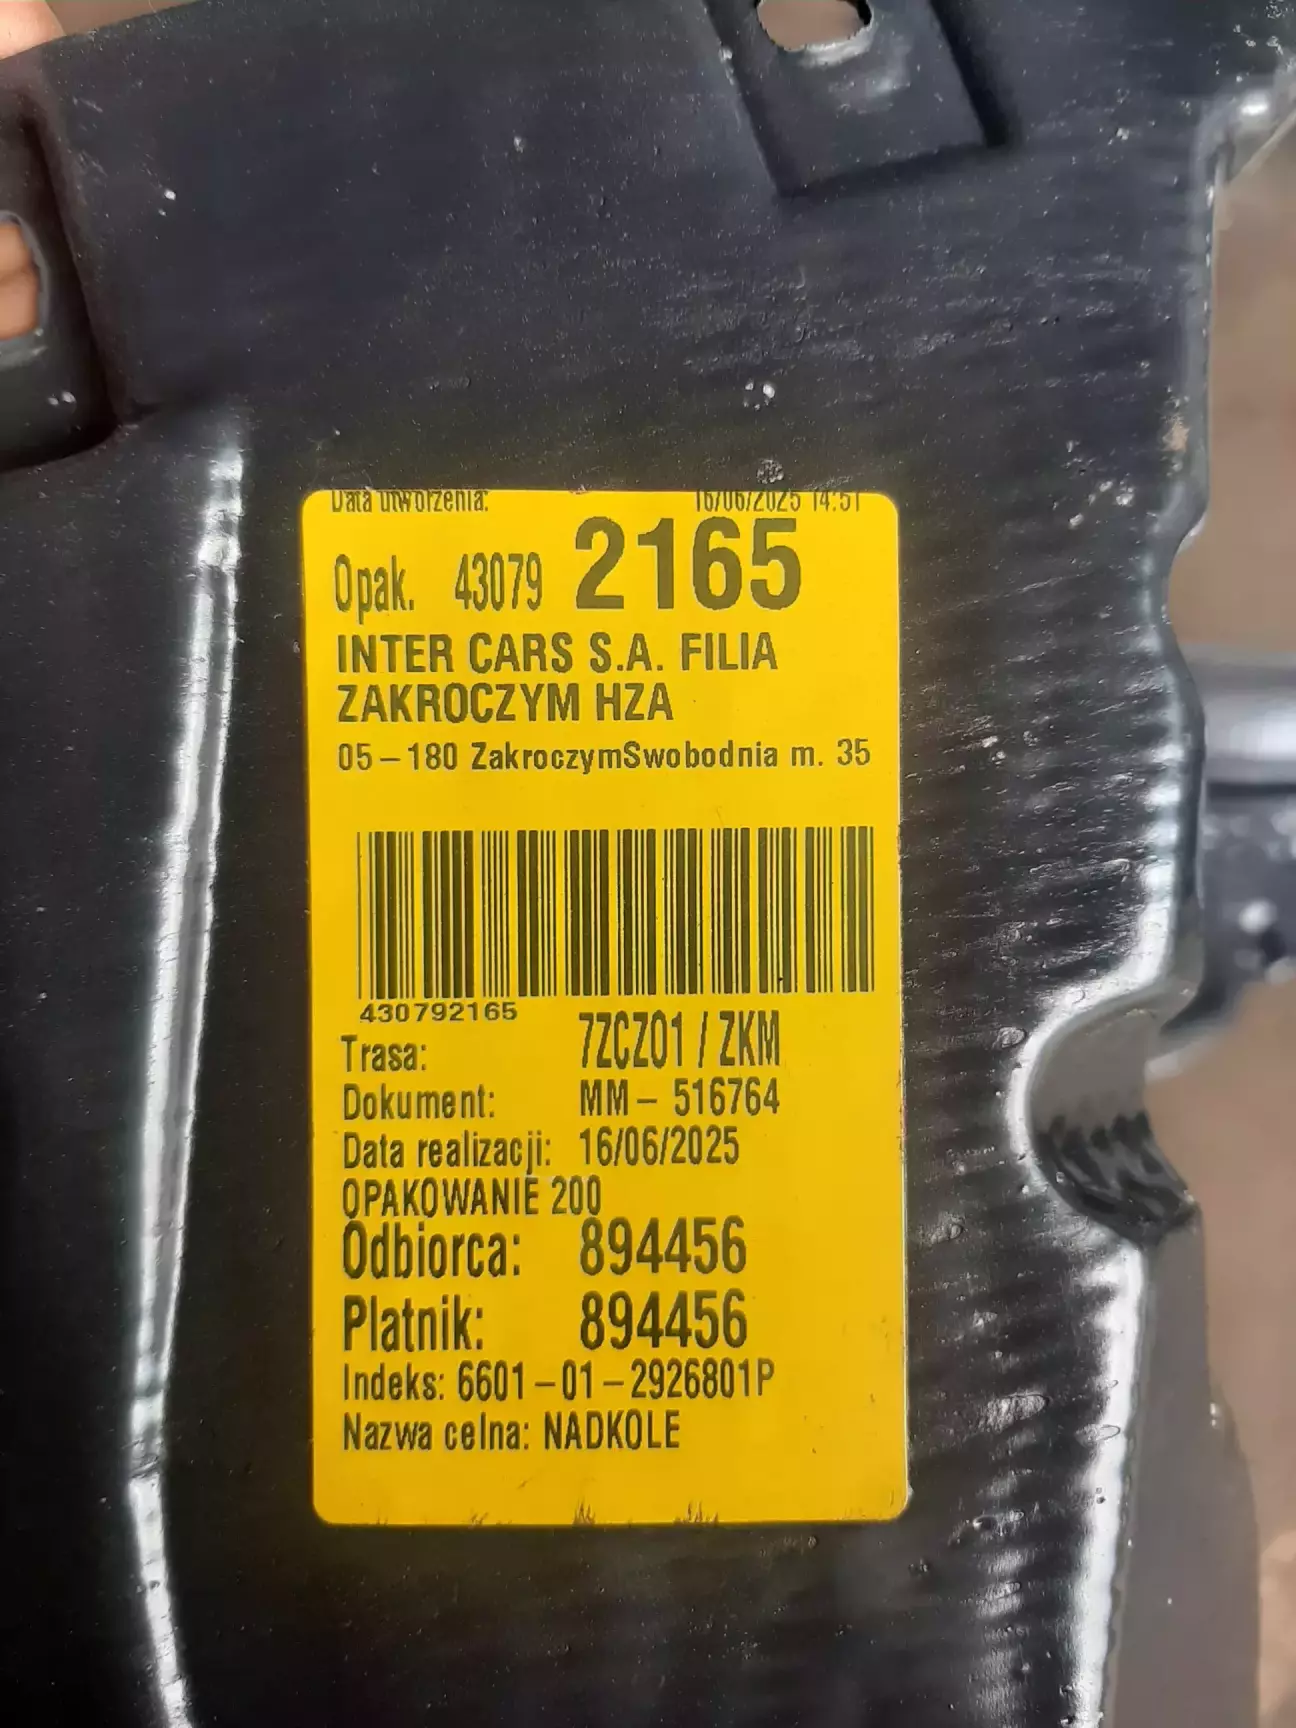 Data utworzenia: 16/06/2025 14:51
Opak. 43079 2165
INTER CARS S.A. FILIA
ZAKROCZYM HZA
05-180 ZakroczymSwobodnia m. 35
430792165
Trasa: 7ZCZ01 / ZKM
Dokument: MM- 516764
Data realizacji: 16/06/2025
OPAKOWANIE 200
Odbiorca: 894456
Płatnik: 894456
Indeks: 6601-01-2926801P
Nazwa celna: NADKOLE